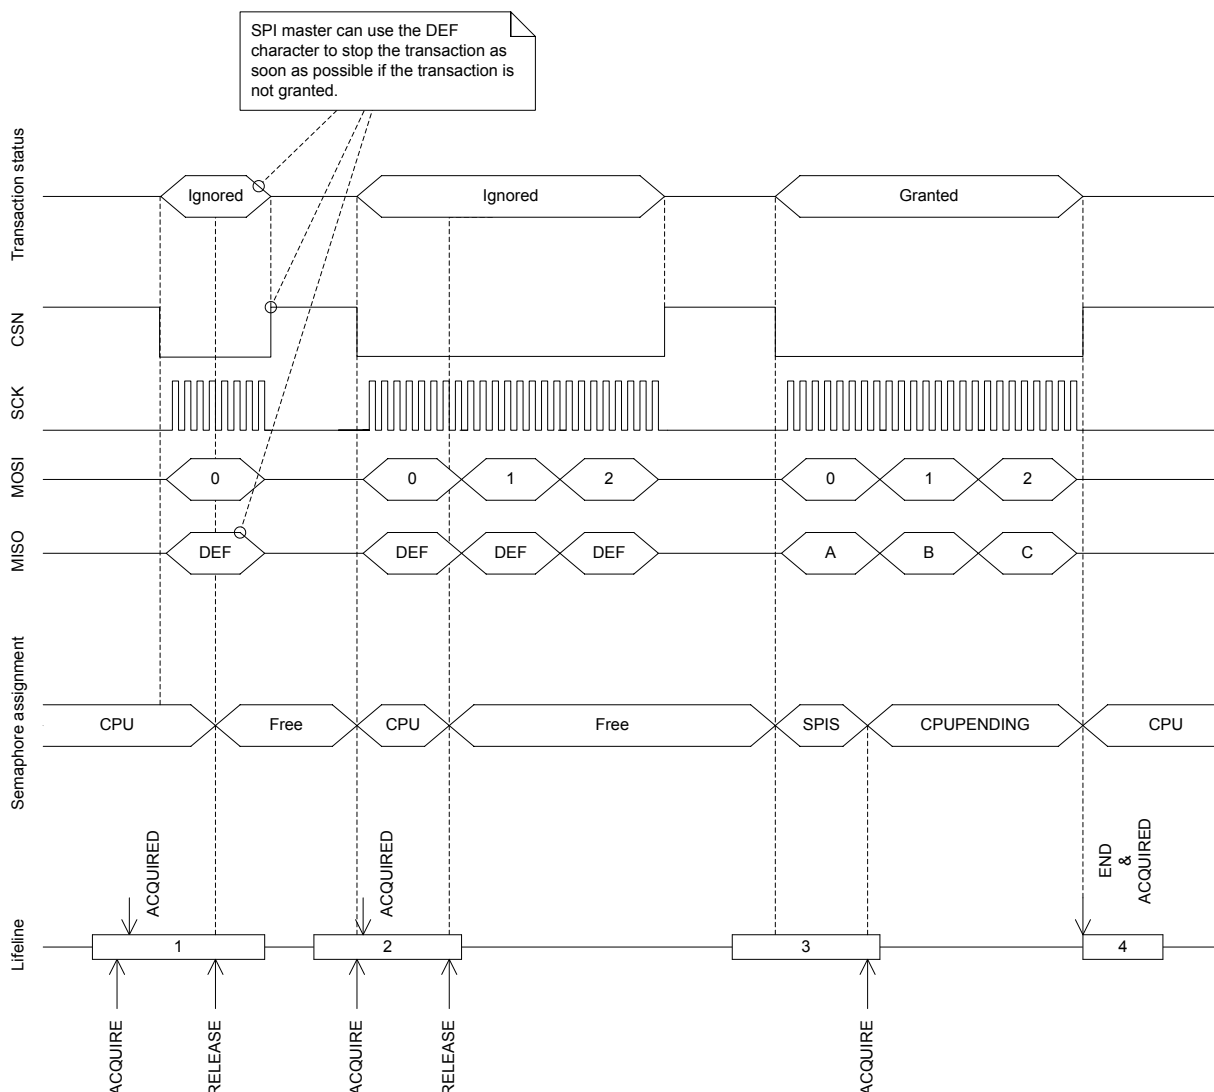 SPI master can use the DEF
character to stop the transaction as
soon as possible if the transaction is
not granted.
Transaction status
Ignored
Ignored
Granted
CSN
SCK
MOSI
0
0
1
2
0
1
2
MISO
DEF
DEF
DEF
DEF
A
B
C
Semaphore assignment
CPU
Free
CPU
Free
SPIS
CPUPENDING
CPU
ACQUIRED
ACQUIRED
END
&
ACQUIRED
Lifeline
1
2
3
4
ACQUIRE
RELEASE
ACQUIRE
RELEASE
ACQUIRE